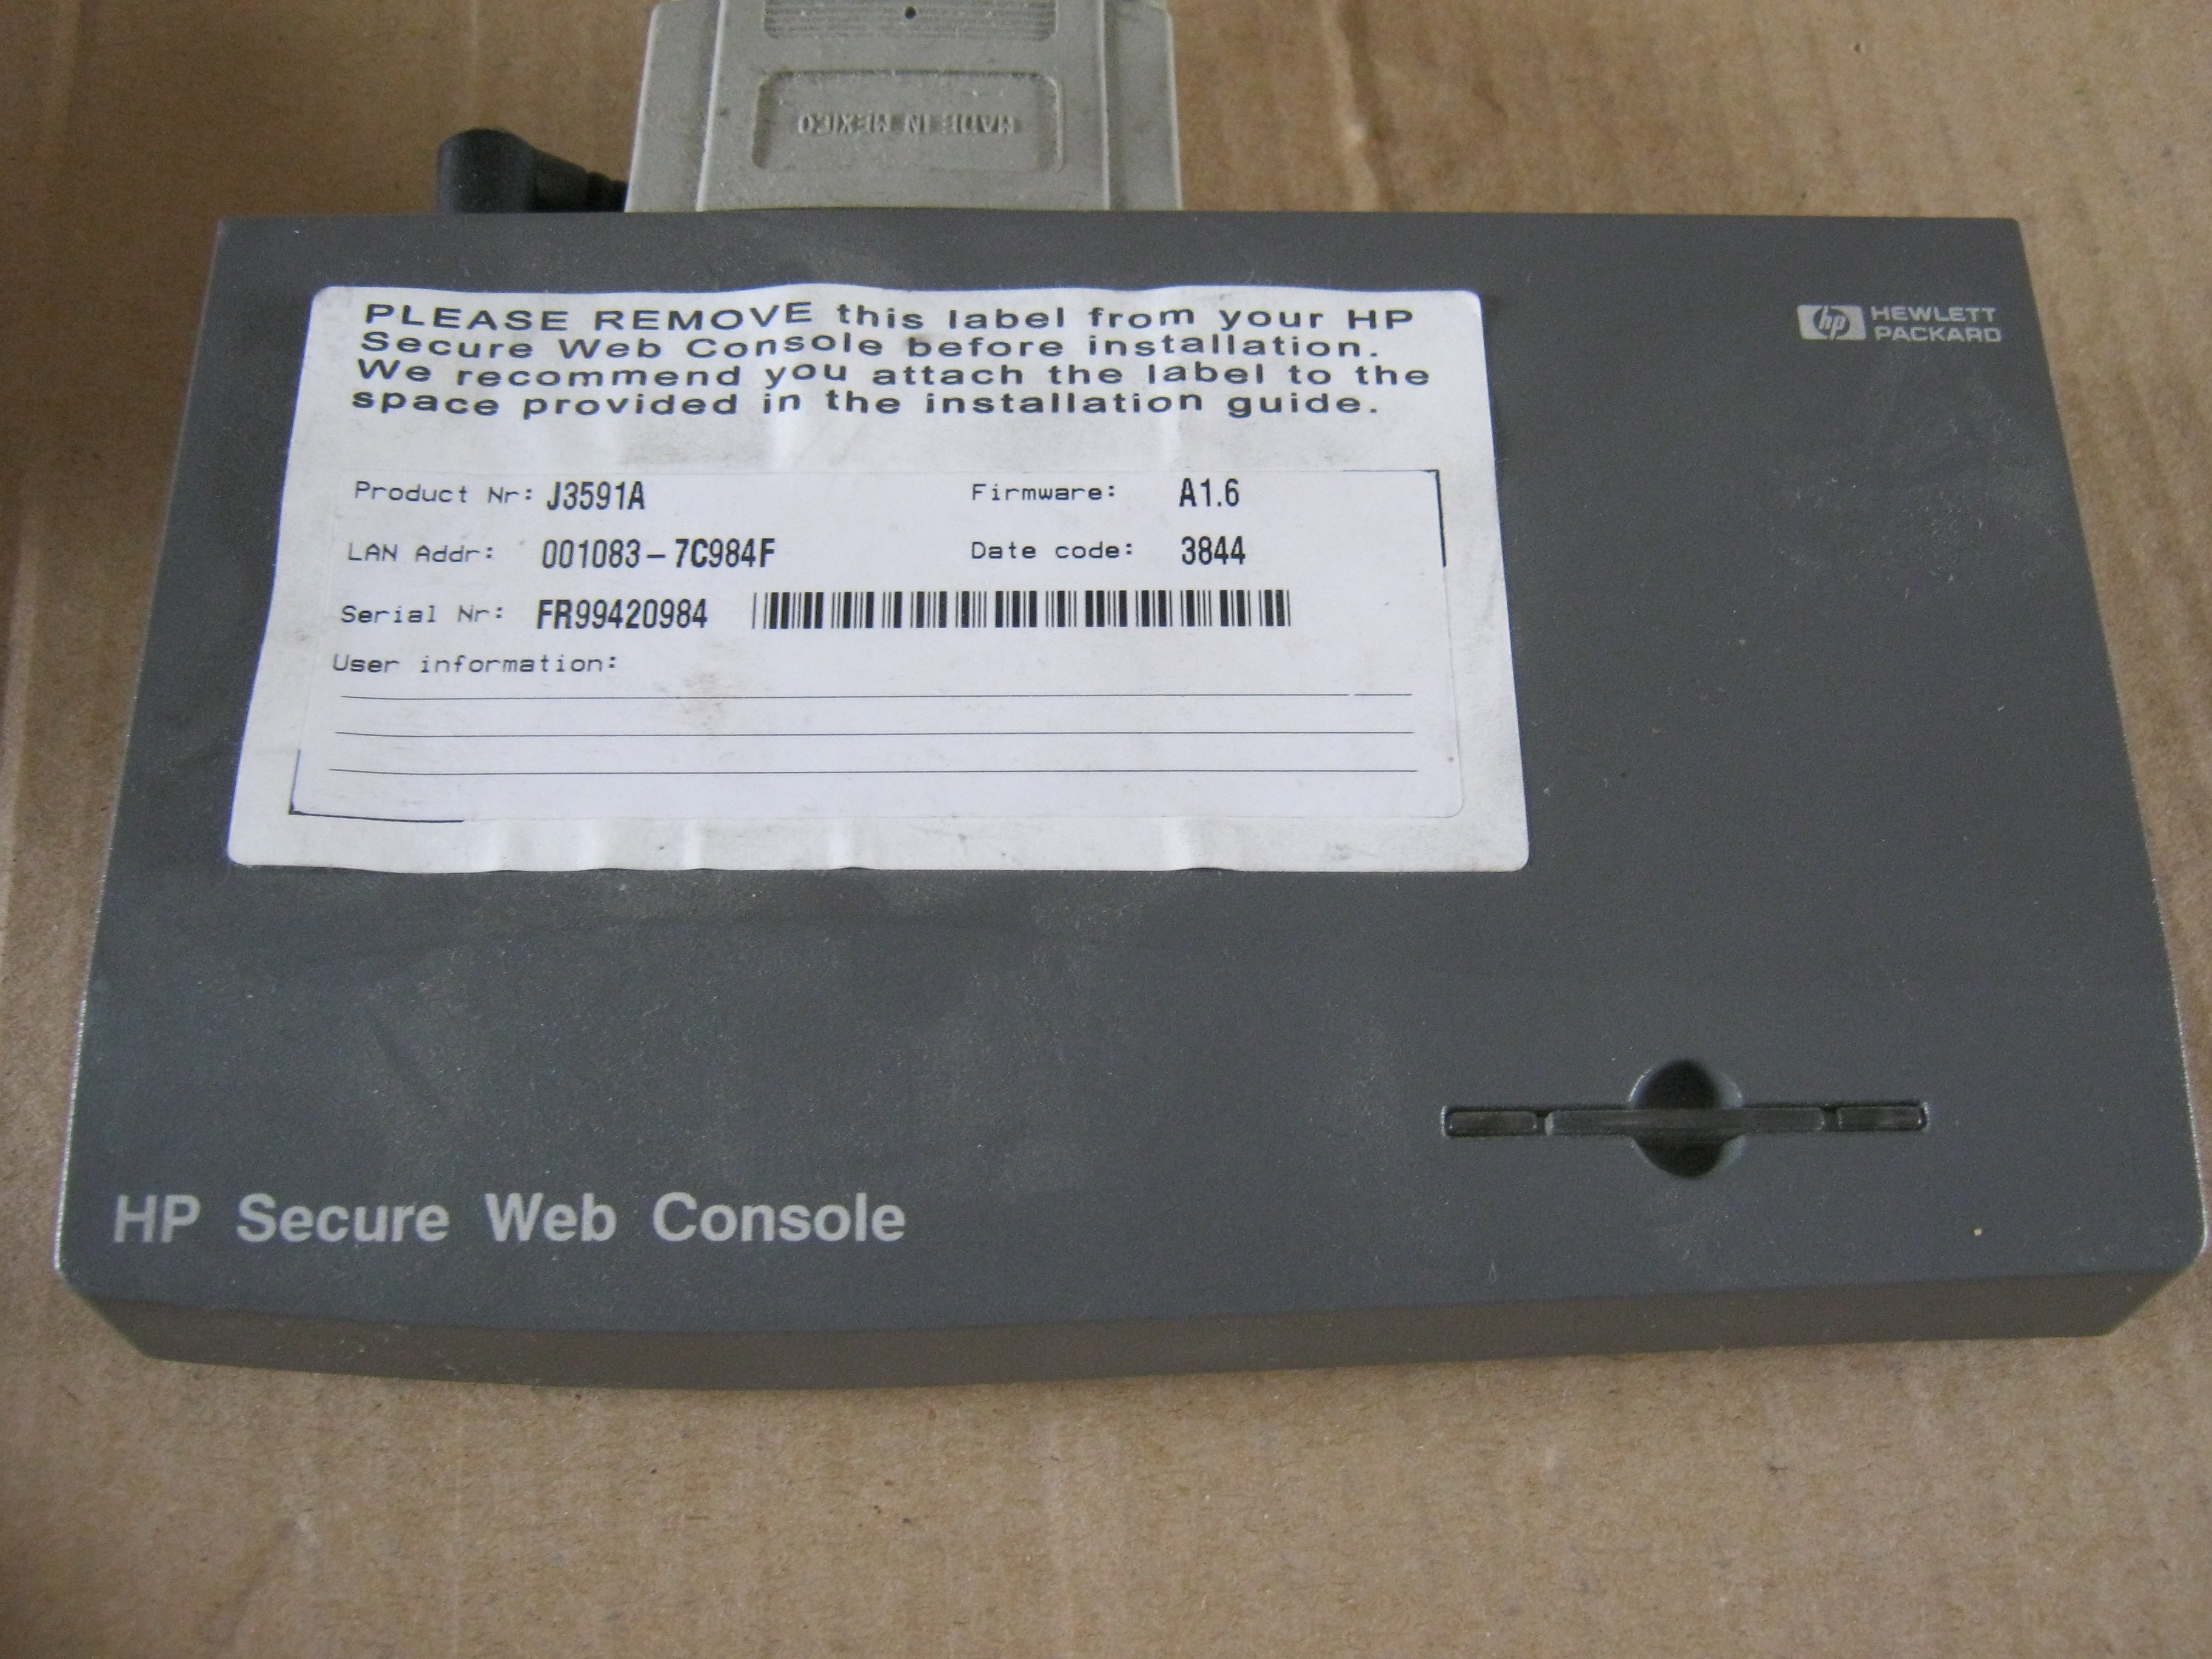 MADE IN MEXICO
PLEASE REMOVE this label from your HP
Secure Web Console before installation.
We recommend you attach the label to the
space provided in the installation guide.
hp HEWLETT
PACKARD
Product Nr: J3591A Firmware: A1.6
LAN Addr: 001083-7C984F Date code: 3844
Serial Nr: FR99420984
User information:
HP Secure Web Console